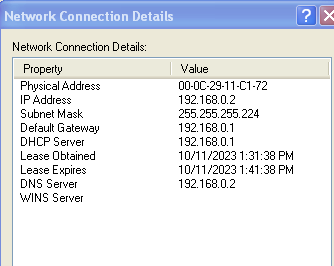 Network Connection Details
Network Connection Details:
Property Value
Physical Address 00-0C-29-11-C1-72
IP Address 192.168.0.2
Subnet Mask 255.255.255.224
Default Gateway 192.168.0.1
DHCP Server 192.168.0.1
Lease Obtained 10/11/2023 1:31:38 PM
Lease Expires 10/11/2023 1:41:38 PM
DNS Server 192.168.0.2
WINS Server